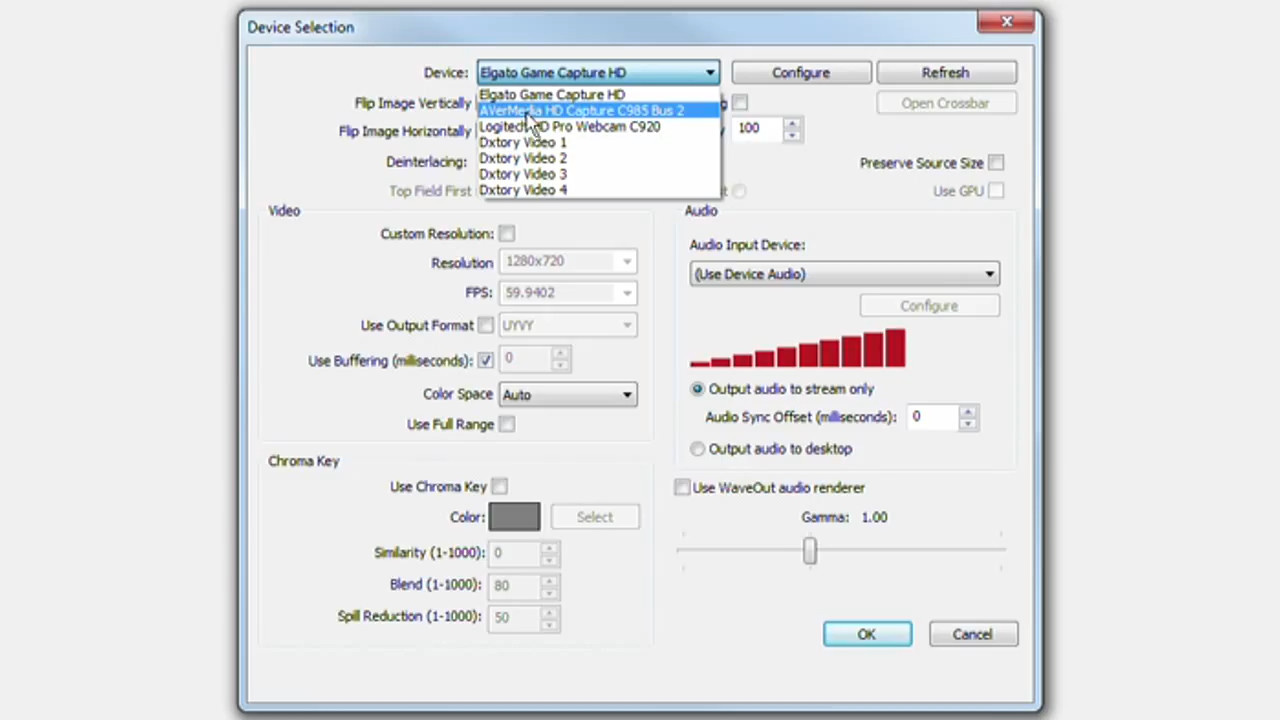 Device Selection
Device: Elgato Game Capture HD Configure Refresh
Elgato Game Capture HD
Flip Image Vertically Open Crossbar
AVerMedia HD Capture C985 Bus 2
Logitech HD Pro Webcam C920
Flip Image Horizontally 100
Dxtory Video 1
Dxtory Video 2
Deinterlacing: Preserve Source Size
Dxtory Video 3
Dxtory Video 4
Top Field First Use GPU
Video
Custom Resolution:
Resolution 1280x720
FPS: 59.9402
Use Output Format UYVY
Use Buffering (milliseconds): 0
Color Space Auto
Use Full Range
Audio
Audio Input Device:
(Use Device Audio)
Configure
Output audio to stream only
Audio Sync Offset (milliseconds): 0
Output audio to desktop
Chroma Key
Use Chroma Key
Color: Select
Similarity (1-1000): 0
Blend (1-1000): 80
Spill Reduction (1-1000): 50
Use WaveOut audio renderer
Gamma: 1.00
OK Cancel